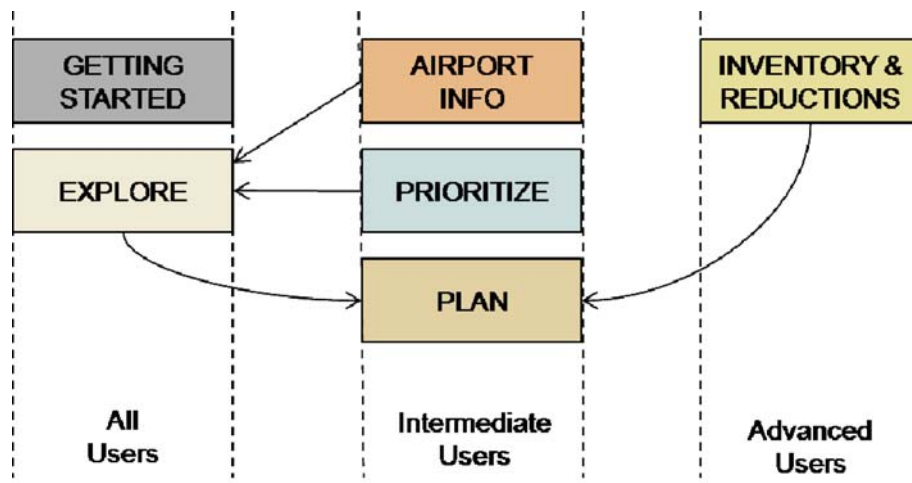 GETTING
STARTED
AIRPORT
INFO
INVENTORY &
REDUCTIONS
EXPLORE
PRIORITIZE
PLAN
All
Users
Intermediate
Users
Advanced
Users